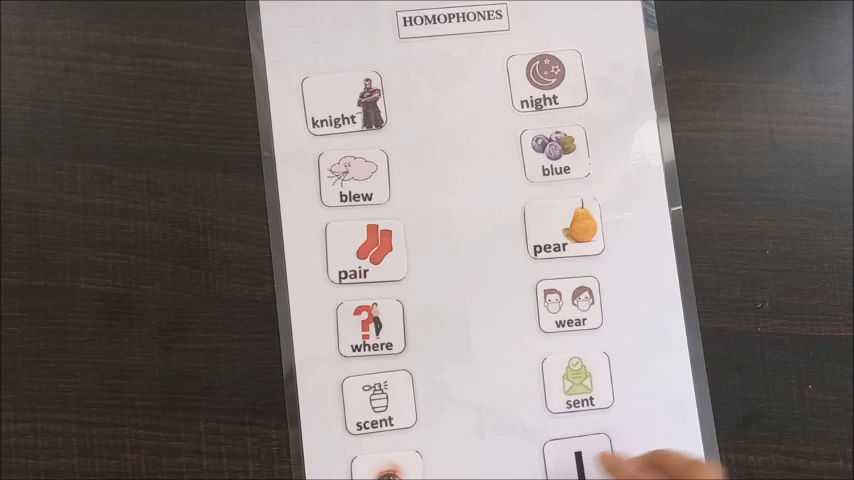 HOMOPHONES
knight
night
blew
blue
pair
pear
where
wear
scent
sent
I